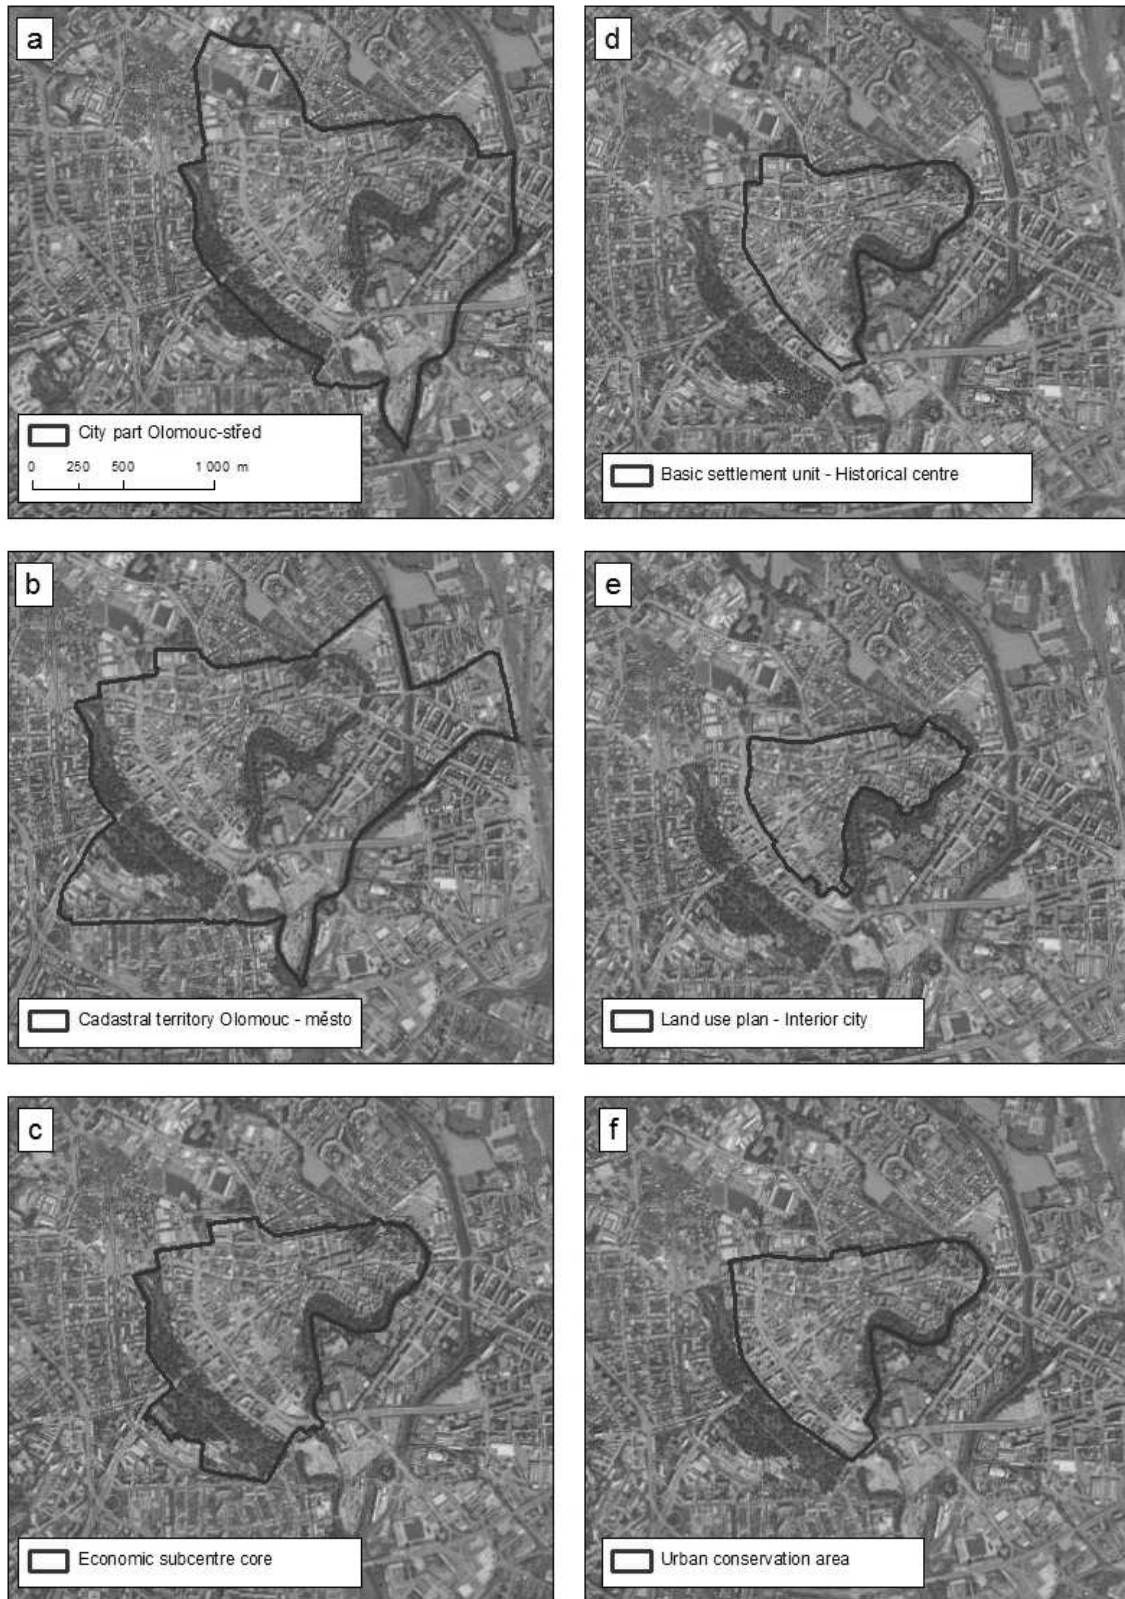 a
City part Olomouc-střed
0 250 500 1 000 m
d
Basic settlement unit - Historical centre
b
Cadastral territory Olomouc - město
e
Land use plan - Interior city
c
Economic subcentre core
f
Urban conservation area